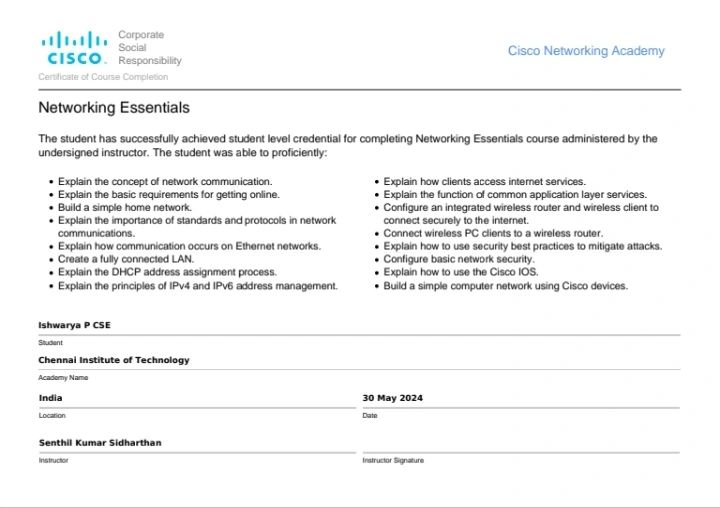 CISCO.
Corporate
Social
Responsibility
Cisco Networking Academy
Certificate of Course Completion
Networking Essentials
The student has successfully achieved student level credential for completing Networking Essentials course administered by the
undersigned instructor. The student was able to proficiently:
• Explain the concept of network communication.
• Explain the basic requirements for getting online.
• Build a simple home network.
• Explain the importance of standards and protocols in network
communications.
• Explain how communication occurs on Ethernet networks.
• Create a fully connected LAN.
• Explain the DHCP address assignment process.
• Explain the principles of IPv4 and IPv6 address management.
• Explain how clients access internet services.
• Explain the function of common application layer services.
• Configure an integrated wireless router and wireless client to
connect securely to the internet.
• Connect wireless PC clients to a wireless router.
• Explain how to use security best practices to mitigate attacks.
• Configure basic network security.
• Explain how to use the Cisco IOS.
• Build a simple computer network using Cisco devices.
Ishwarya P CSE
Student
Chennai Institute of Technology
Academy Name
India
Location
30 May 2024
Date
Senthil Kumar Sidharthan
Instructor
Instructor Signature